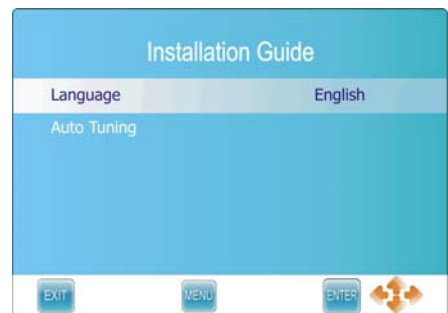 Installation Guide
Language English
Auto Tuning
EXIT MENU ENTER